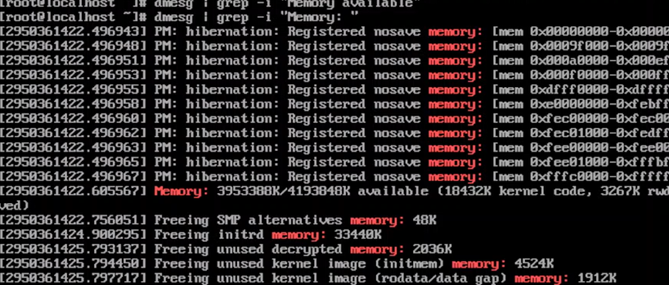 [root@localhost ~]# dmesg | grep -i "Memory available"
[root@localhost ~]# dmesg | grep -i "Memory: "
[2950361422.496943] PM: hibernation: Registered nosave memory: [mem 0x00000000-0x00000
[2950361422.496948] PM: hibernation: Registered nosave memory: [mem 0x0009f000-0x0009f
[2950361422.496951] PM: hibernation: Registered nosave memory: [mem 0x000a0000-0x000ef
[2950361422.496953] PM: hibernation: Registered nosave memory: [mem 0x000f0000-0x000ff
[2950361422.496955] PM: hibernation: Registered nosave memory: [mem 0xdfff0000-0xdffff
[2950361422.496958] PM: hibernation: Registered nosave memory: [mem 0xe0000000-0xfebff
[2950361422.496960] PM: hibernation: Registered nosave memory: [mem 0xfec00000-0xfec00
[2950361422.496962] PM: hibernation: Registered nosave memory: [mem 0xfec01000-0xfedff
[2950361422.496963] PM: hibernation: Registered nosave memory: [mem 0xfee00000-0xfee00
[2950361422.496965] PM: hibernation: Registered nosave memory: [mem 0xfee01000-0xfffbf
[2950361422.496967] PM: hibernation: Registered nosave memory: [mem 0xfffc0000-0xfffff
[2950361422.605567] Memory: 3953388K/4193848K available (18432K kernel code, 3267K rwd
ved)
[2950361422.756051] Freeing SMP alternatives memory: 48K
[2950361424.900295] Freeing initrd memory: 33440K
[2950361425.793137] Freeing unused decrypted memory: 2036K
[2950361425.794450] Freeing unused kernel image (initmem) memory: 4524K
[2950361425.797717] Freeing unused kernel image (rodata/data gap) memory: 1912K